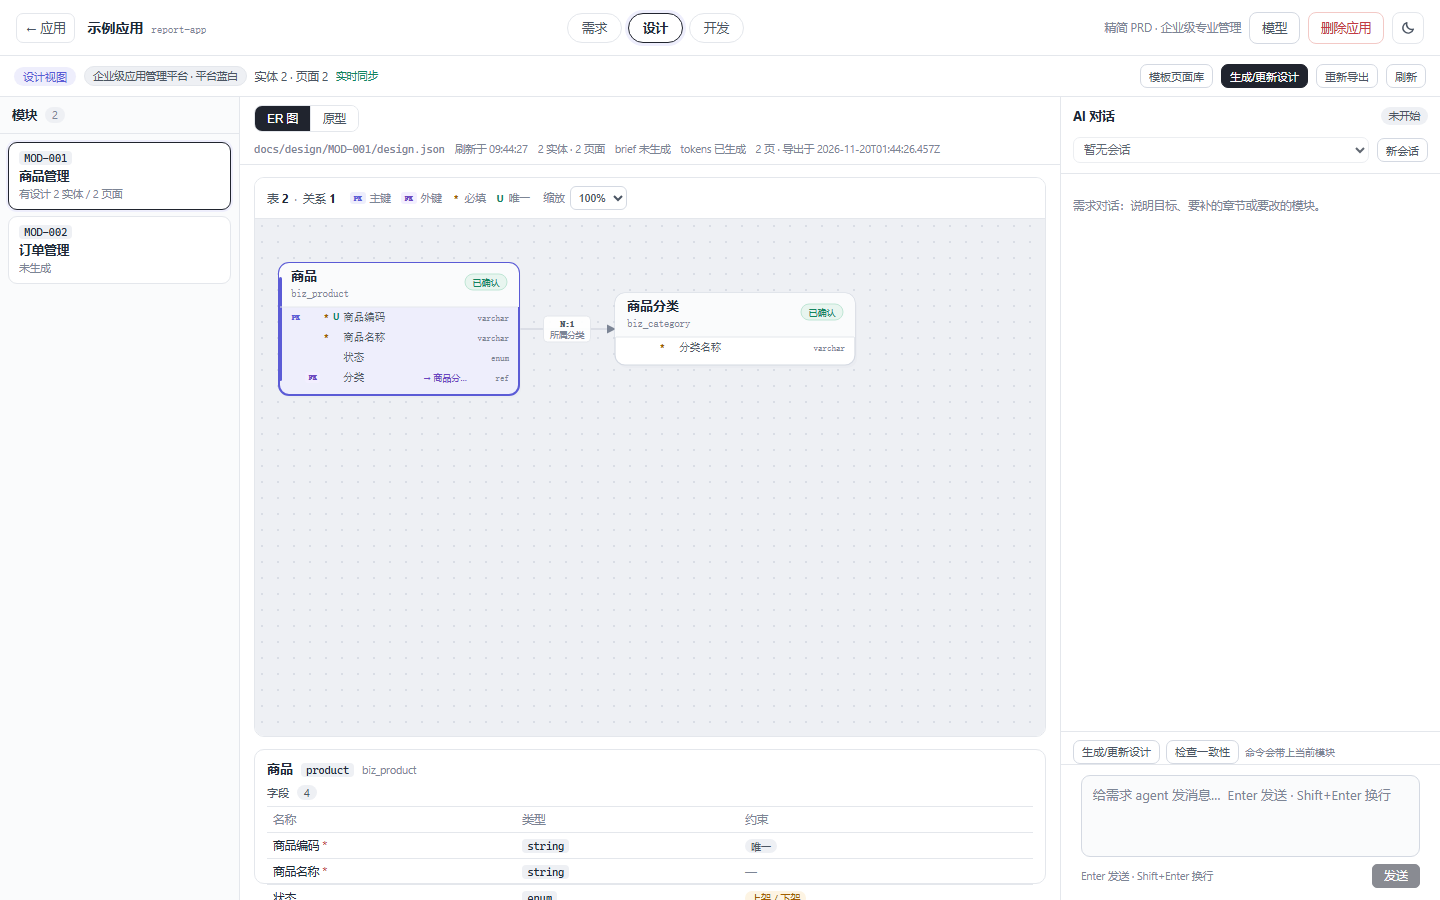 ← 应用
示例应用 report-app
需求 设计 开发
精简 PRD · 企业级专业管理 模型 删除应用
设计视图 企业级应用管理平台 · 平台蓝白 实体 2 · 页面 2 实时同步
模板页面库 生成/更新设计 重新导出 刷新
模块 2
MOD-001
商品管理
有设计 2 实体 / 2 页面
MOD-002
订单管理
未生成
ER 图 原型
docs/design/MOD-001/design.json 刷新于 09:44:27 2 实体 · 2 页面 brief 未生成 tokens 已生成 2 页 · 导出于 2026-11-20T01:44:26.457Z
表 2 · 关系 1 PK 主键 FK 外键 * 必填 U 唯一 缩放 100%
商品
biz_product
已确认
PK * U 商品编码 varchar
* 商品名称 varchar
状态 enum
FK 分类 → 商品分... ref
N:1
所属分类
商品分类
biz_category
已确认
* 分类名称 varchar
商品 product biz_product
字段 4
名称 类型 约束
商品编码 * string 唯一
商品名称 * string —
状态 enum 上架 / 下架
AI 对话 未开始
暂无会话 新会话
需求对话：说明目标、要补的章节或要改的模块。
生成/更新设计 检查一致性 命令会带上当前模块
给需求 agent 发消息... Enter 发送 · Shift+Enter 换行
Enter 发送 · Shift+Enter 换行 发送